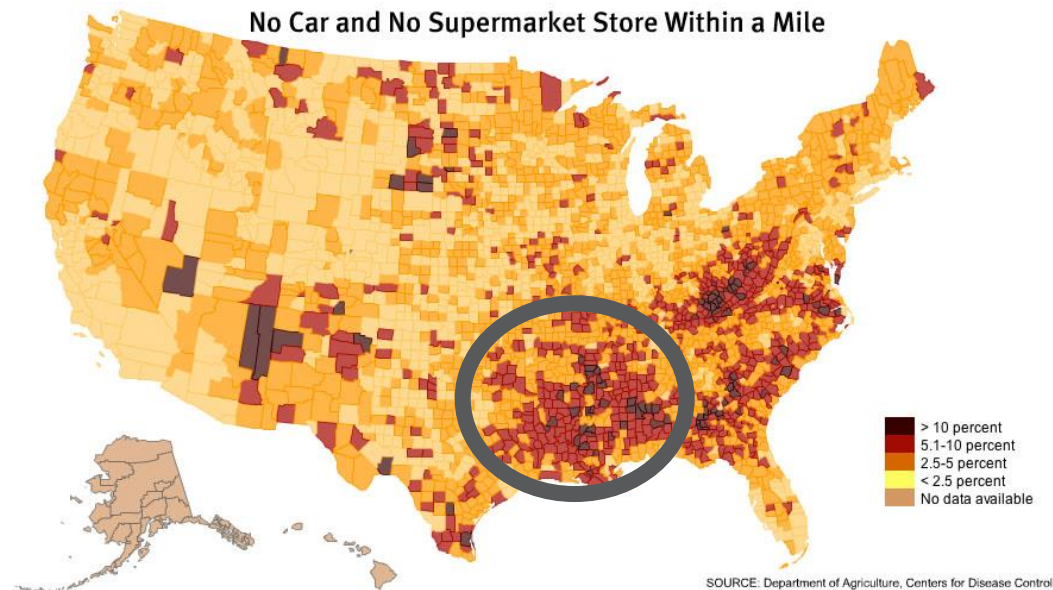 No Car and No Supermarket Store Within a Mile
> 10 percent
5.1-10 percent
2.5-5 percent
< 2.5 percent
No data available
SOURCE: Department of Agriculture, Centers for Disease Control